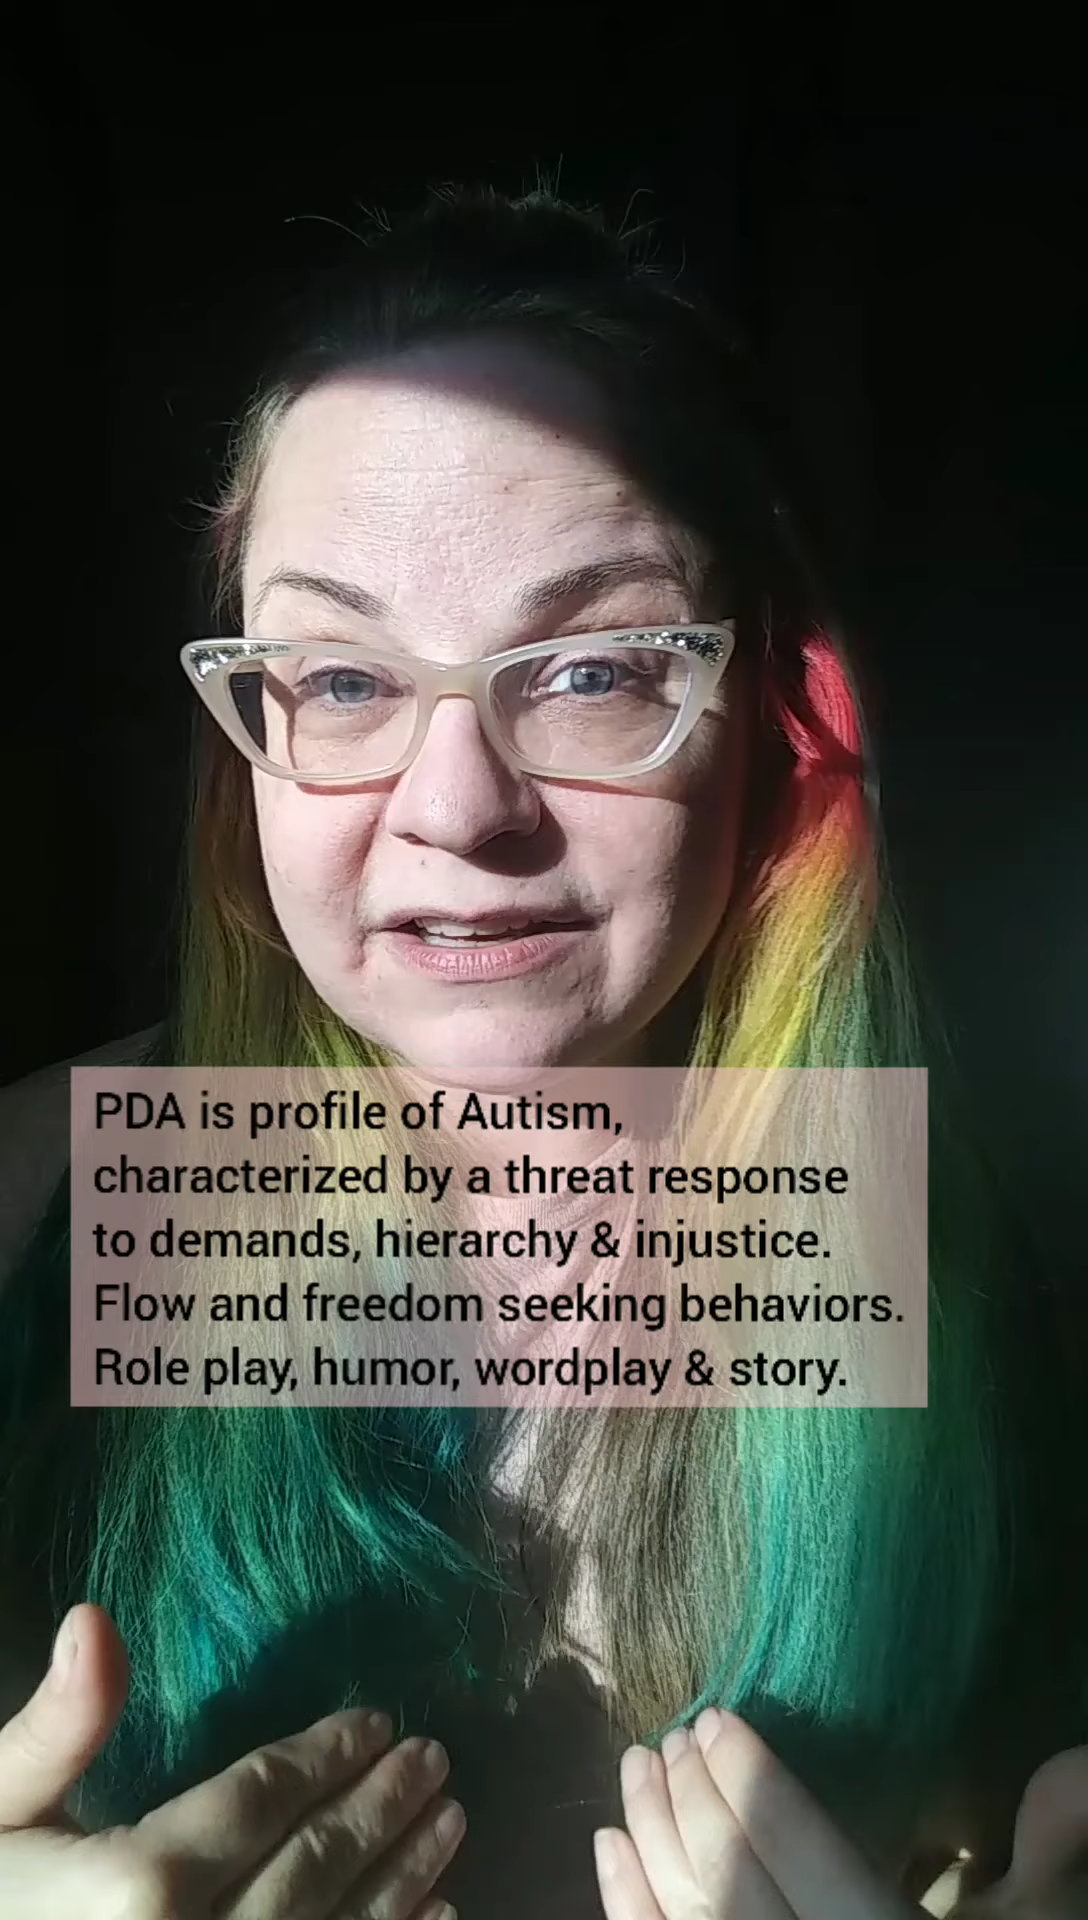 PDA is profile of Autism,
characterized by a threat response
to demands, hierarchy & injustice.
Flow and freedom seeking behaviors.
Role play, humor, wordplay & story.